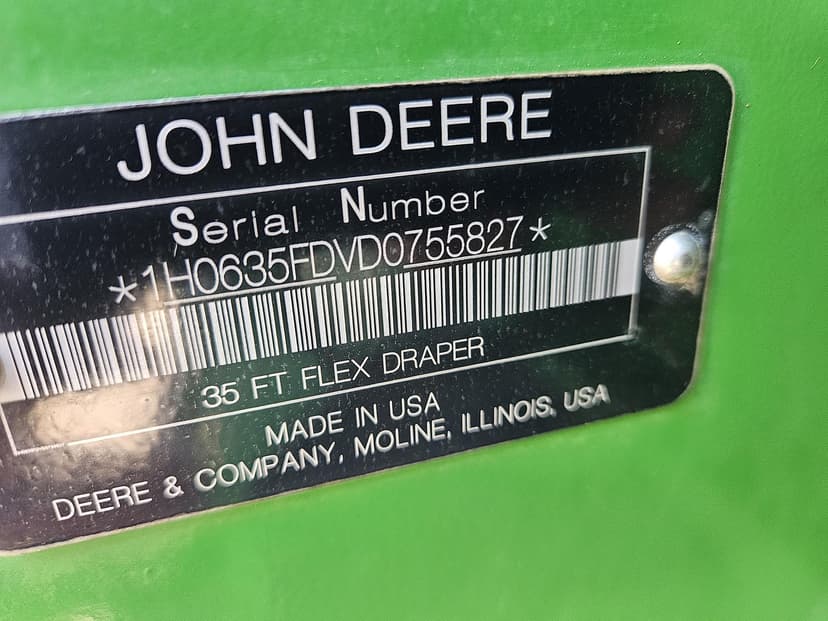 JOHN DEERE
Serial Number
*1H0635FDVD0755827*
35 FT FLEX DRAPER
MADE IN USA
DEERE & COMPANY, MOLINE, ILLINOIS, USA